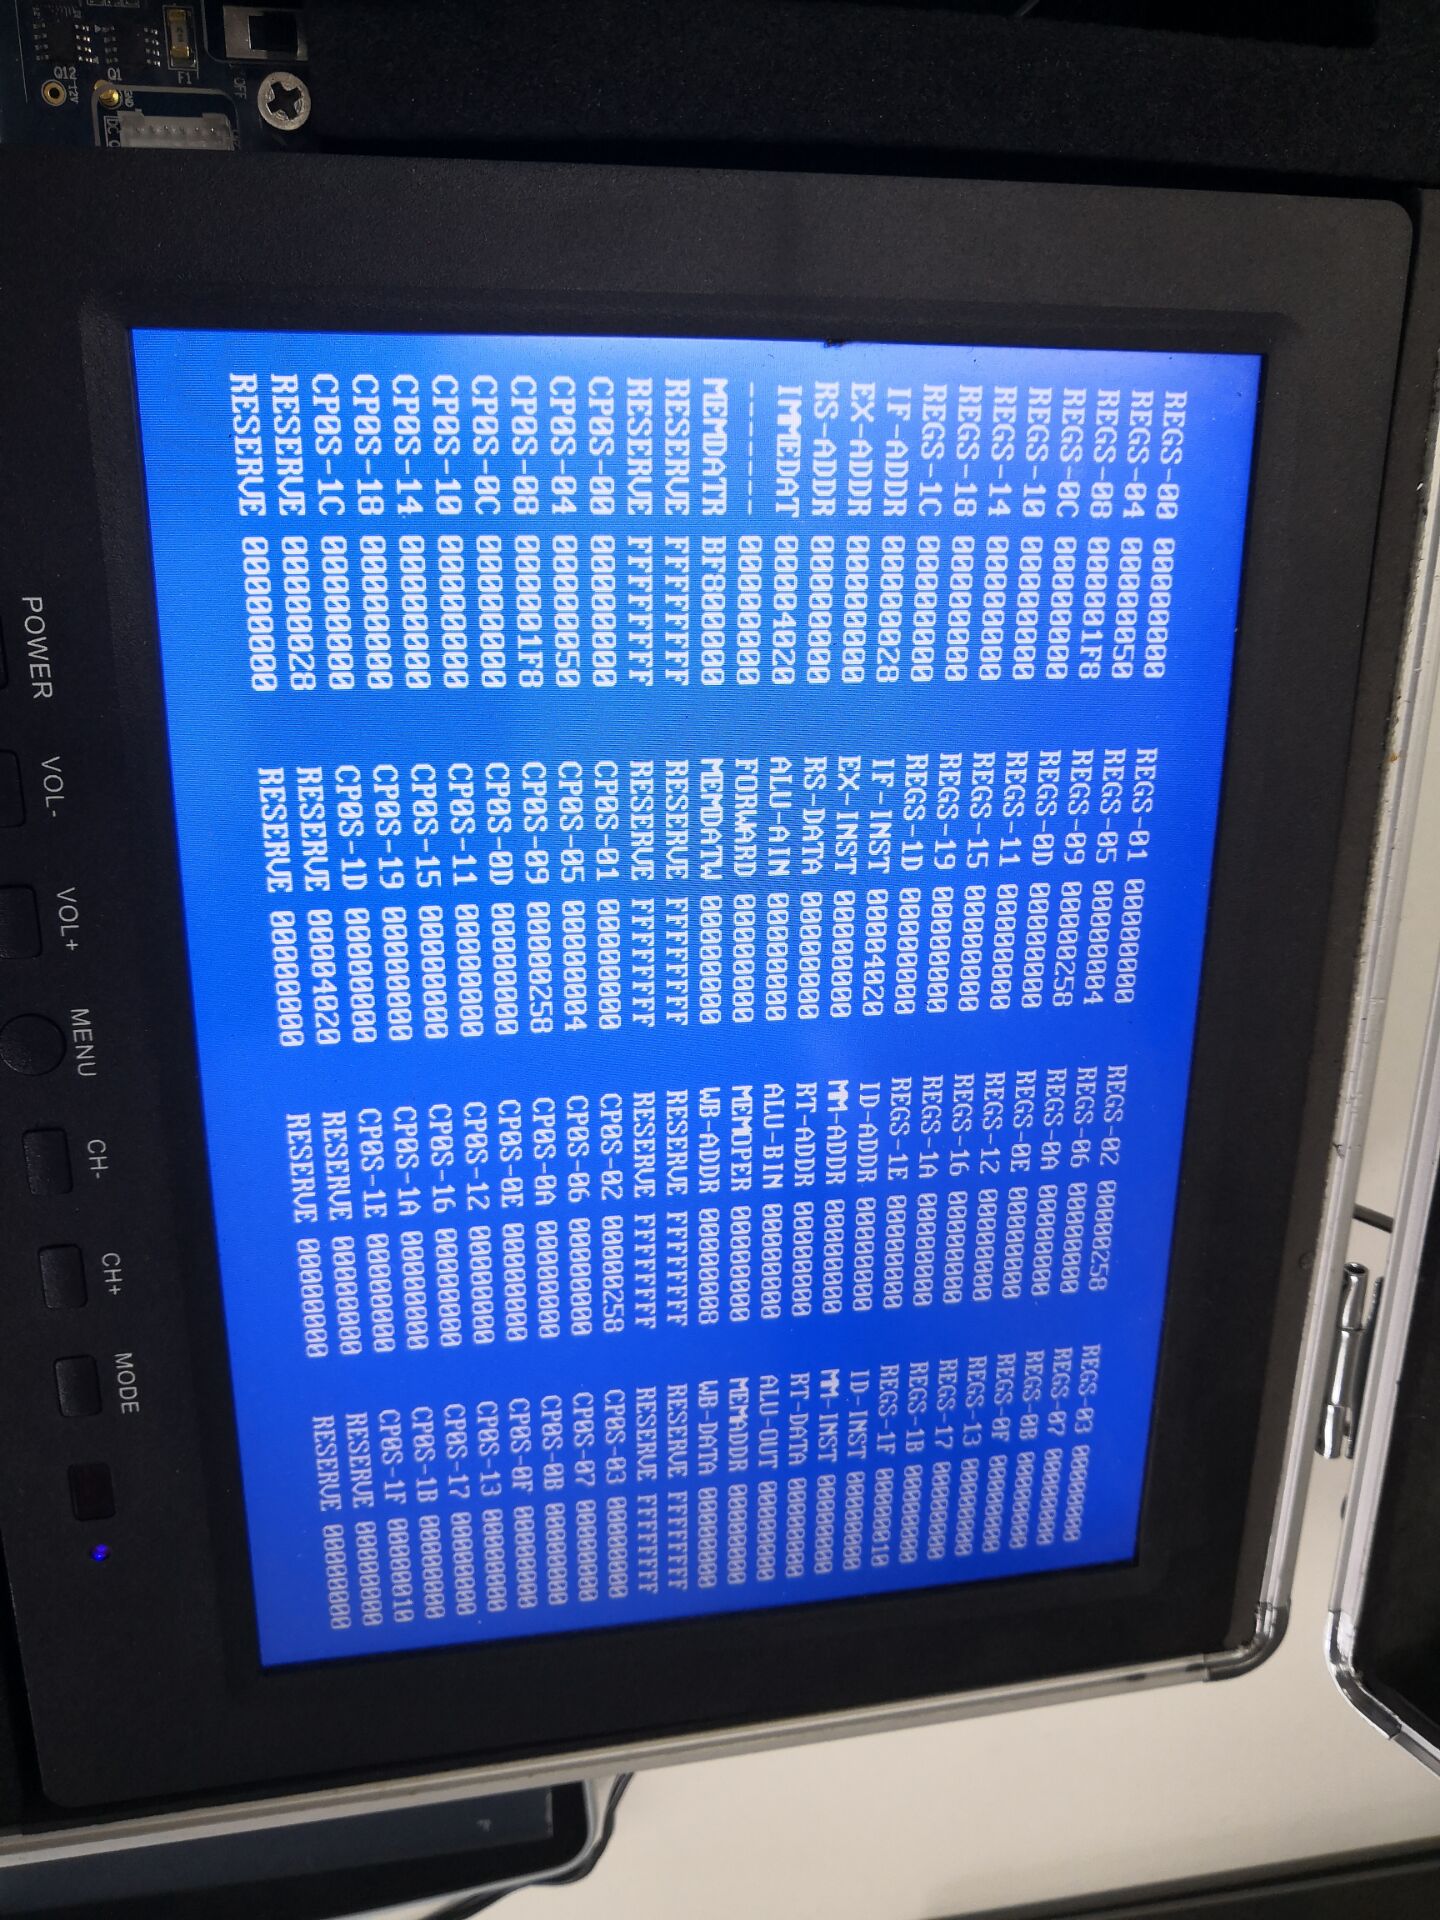 REGS-00 00000000 REGS-01 00000000 REGS-02 00000258 REGS-03 00000000
REGS-04 00000050 REGS-05 00000004 REGS-06 00000000 REGS-07 00000000
REGS-08 000001F8 REGS-09 00000258 REGS-0A 00000000 REGS-0B 00000000
REGS-0C 00000000 REGS-0D 00000000 REGS-0E 00000000 REGS-0F 00000000
REGS-10 00000000 REGS-11 00000000 REGS-12 00000000 REGS-13 00000000
REGS-14 00000000 REGS-15 00000000 REGS-16 00000000 REGS-17 00000000
REGS-18 00000000 REGS-19 00000000 REGS-1A 00000000 REGS-1B 00000000
REGS-1C 00000000 REGS-1D 00000000 REGS-1E 00000000 REGS-1F 00000010
IF-ADDR 00000028 IF-INST 00004020 ID-ADDR 00000000 ID-INST 00000000
EX-ADDR 00000000 EX-INST 00000000 MM-ADDR 00000000 MM-INST 00000000
RS-ADDR 00000000 RS-DATA 00000000 RT-ADDR 00000000 RT-DATA 00000000
IMMEDAT 00004020 ALU-AIN 00000000 ALU-BIN 00000000 ALU-OUT 00000000
------- 00000000 FORWARD 00000000 MEMOPER 00000000 MEMADDR 00000000
MEMDATR BF800000 MEMDATW 00000000 WB-ADDR 00000008 WB-DATA 00000000
RESERVE FFFFFFFF RESERVE FFFFFFFF RESERVE FFFFFFFF RESERVE FFFFFFFF
RESERVE FFFFFFFF RESERVE FFFFFFFF RESERVE FFFFFFFF RESERVE FFFFFFFF
CP0S-00 00000000 CP0S-01 00000000 CP0S-02 00000258 CP0S-03 00000000
CP0S-04 00000050 CP0S-05 00000004 CP0S-06 00000000 CP0S-07 00000000
CP0S-08 000001F8 CP0S-09 00000258 CP0S-0A 00000000 CP0S-0B 00000000
CP0S-0C 00000000 CP0S-0D 00000000 CP0S-0E 00000000 CP0S-0F 00000000
CP0S-10 00000000 CP0S-11 00000000 CP0S-12 00000000 CP0S-13 00000000
CP0S-14 00000000 CP0S-15 00000000 CP0S-16 00000000 CP0S-17 00000000
CP0S-18 00000000 CP0S-19 00000000 CP0S-1A 00000000 CP0S-1B 00000000
CP0S-1C 00000000 CP0S-1D 00000000 CP0S-1E 00000000 CP0S-1F 00000010
RESERVE 00000028 RESERVE 00004020 RESERVE 00000000 RESERVE 00000000
RESERVE 00000000 RESERVE 00000000 RESERVE 00000000 RESERVE 00000000
POWER VOL- VOL+ MENU CH- CH+ MODE
OFF
F1
GND
Q1
DC
Q12
12V